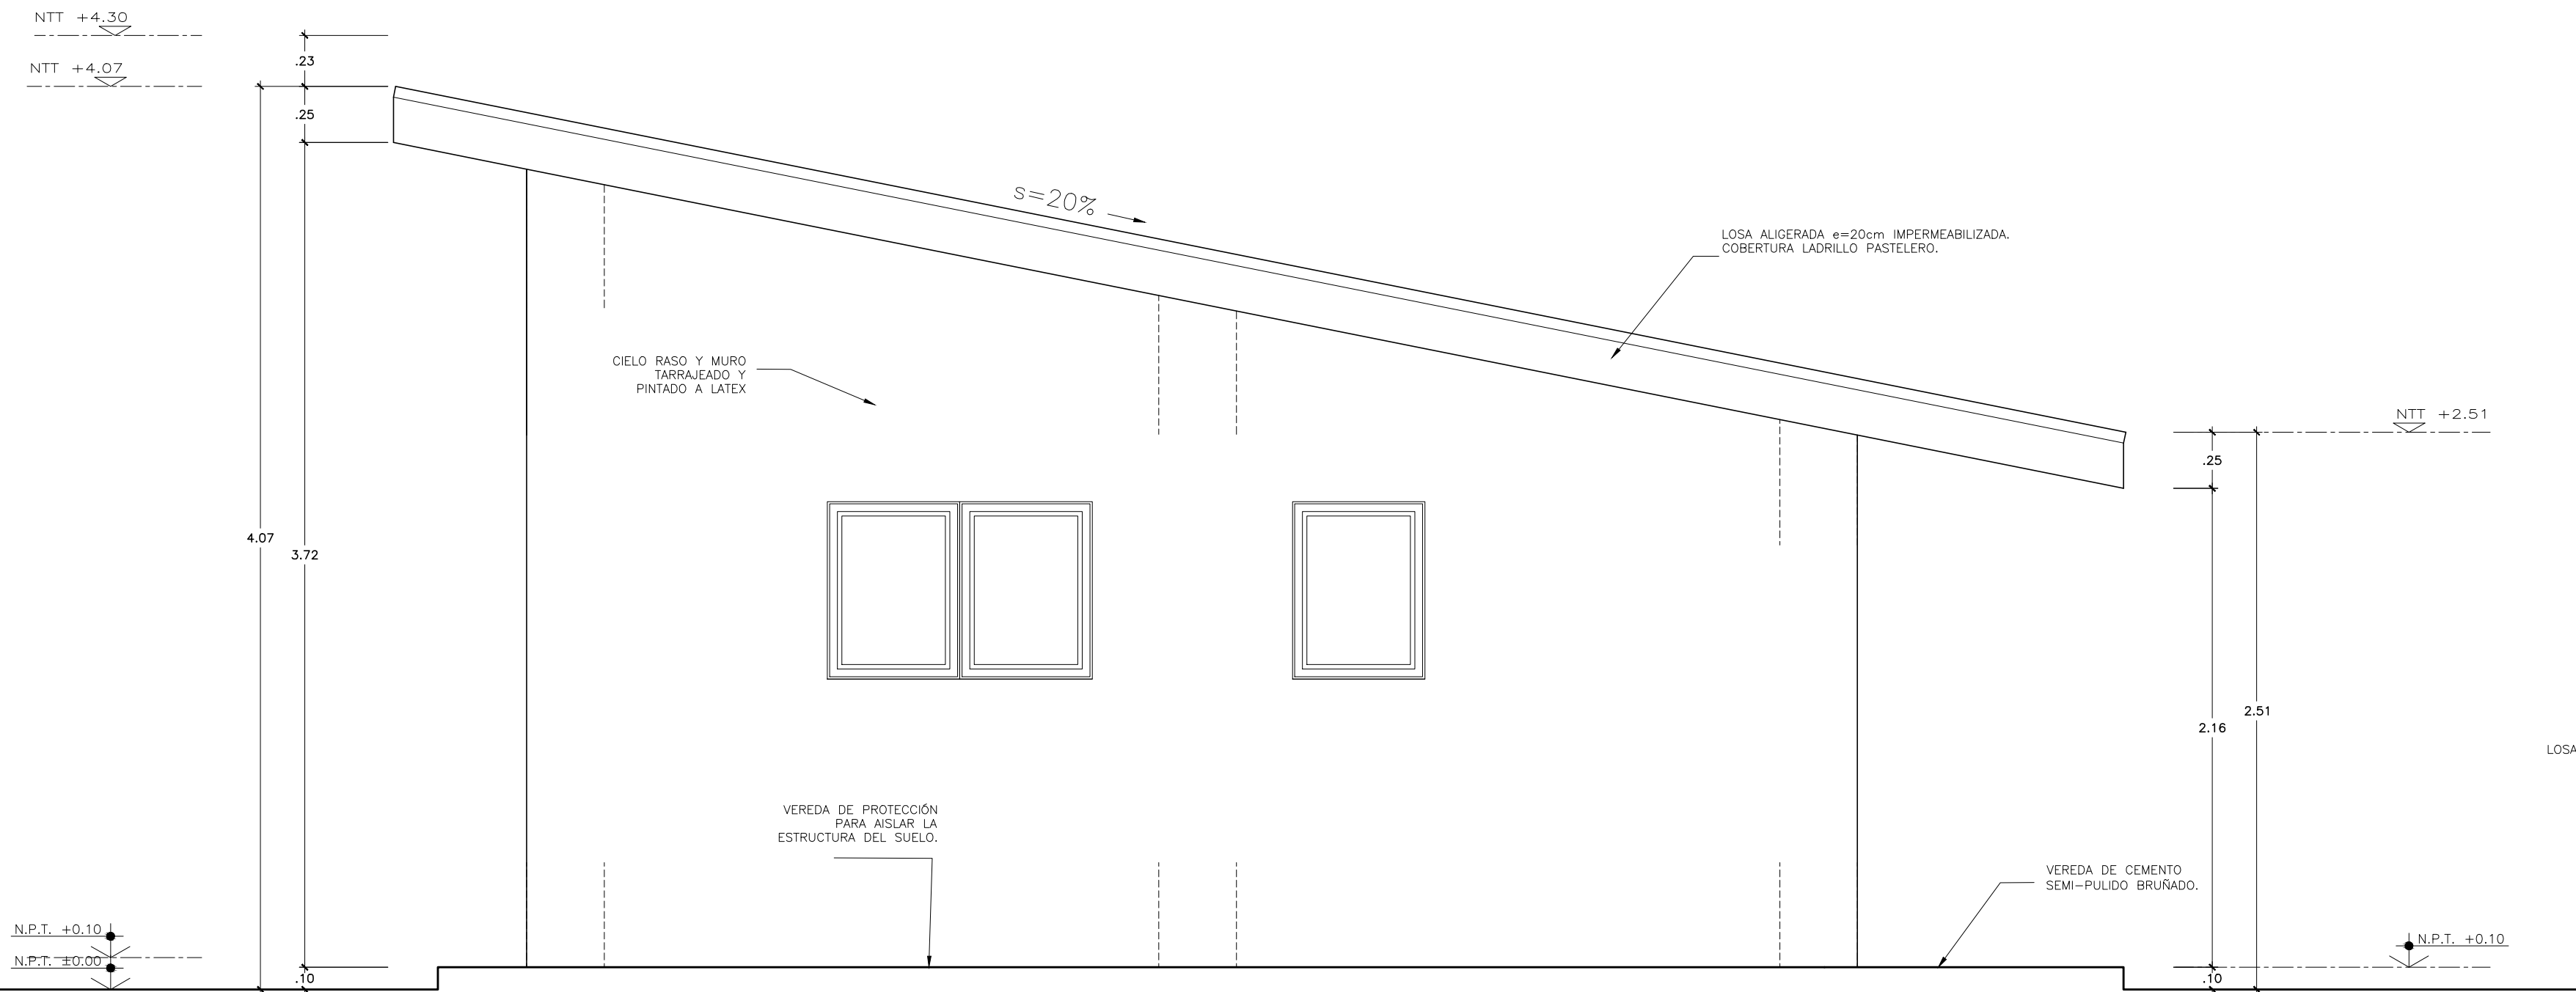 NTT +4.30
.23
NTT +4.07
.25
s=20%
LOSA ALIGERADA e=20cm IMPERMEABILIZADA.
COBERTURA LADRILLO PASTELERO.
CIELO RASO Y MURO
TARRAJEADO Y
PINTADO A LATEX
NTT +2.51
.25
4.07
3.72
2.51
2.16
LOSA
VEREDA DE PROTECCIÓN
PARA AISLAR LA
ESTRUCTURA DEL SUELO.
VEREDA DE CEMENTO
SEMI-PULIDO BRUÑADO.
N.P.T. +0.10
N.P.T. ±0.00
.10
N.P.T. +0.10
.10